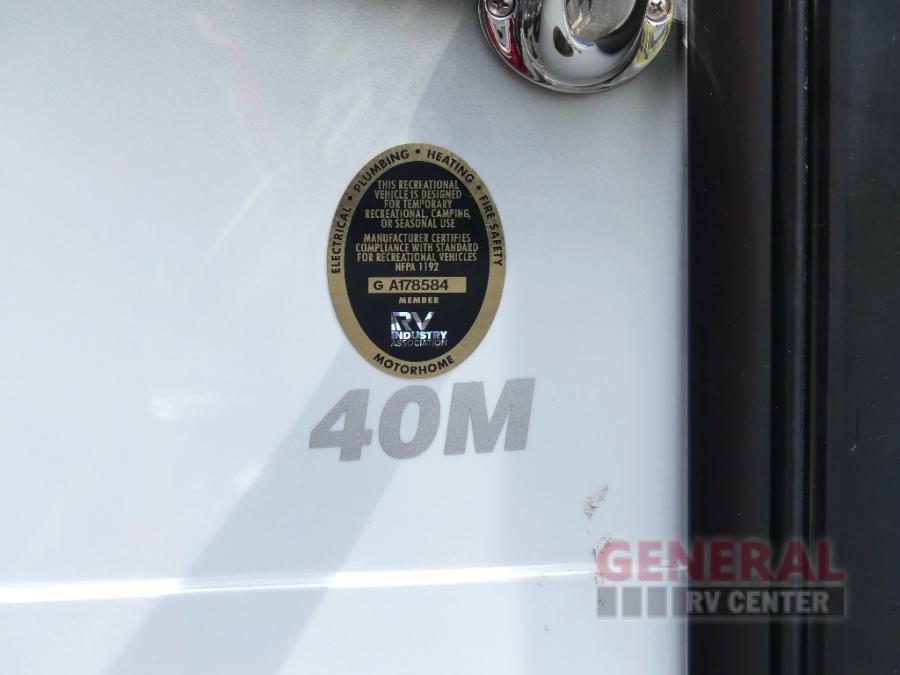 ELECTRICAL • PLUMBING • HEATING • FIRE SAFETY
THIS RECREATIONAL
VEHICLE IS DESIGNED
FOR TEMPORARY
RECREATIONAL, CAMPING,
OR SEASONAL USE
MANUFACTURER CERTIFIES
COMPLIANCE WITH STANDARD
FOR RECREATIONAL VEHICLES
NFPA 1192
G A178584
MEMBER
RV
INDUSTRY
ASSOCIATION
MOTORHOME
40M
GENERAL
RV CENTER